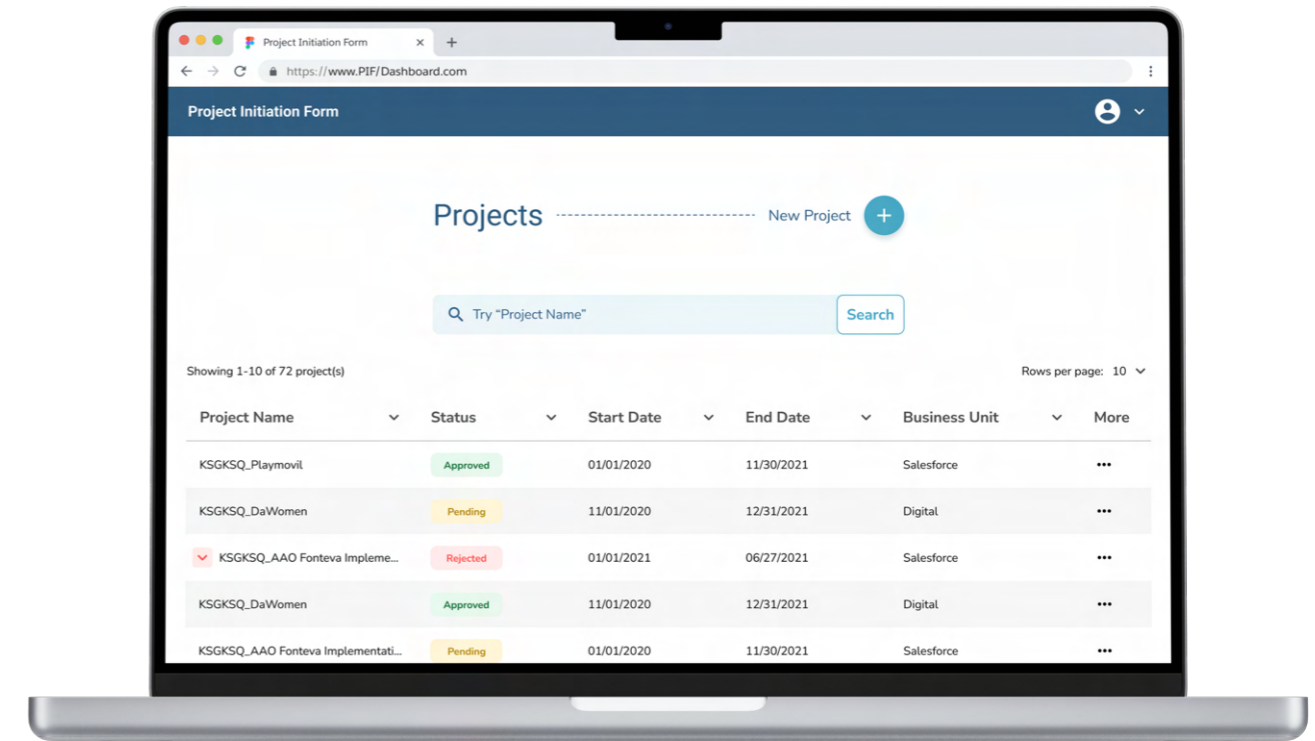 Project Initiation Form
https://www.PIF/Dashboard.com
Project Initiation Form
Projects New Project
Try “Project Name” Search
Showing 1-10 of 72 project(s) Rows per page: 10
Project Name Status Start Date End Date Business Unit More
KSGKSQ_Playmovil Approved 01/01/2020 11/30/2021 Salesforce
KSGKSQ_DaWomen Pending 11/01/2020 12/31/2021 Digital
KSGKSQ_AAO Fonteva Impleme... Rejected 01/01/2021 06/27/2021 Salesforce
KSGKSQ_DaWomen Approved 11/01/2020 12/31/2021 Digital
KSGKSQ_AAO Fonteva Implementati... Pending 01/01/2020 11/30/2021 Salesforce